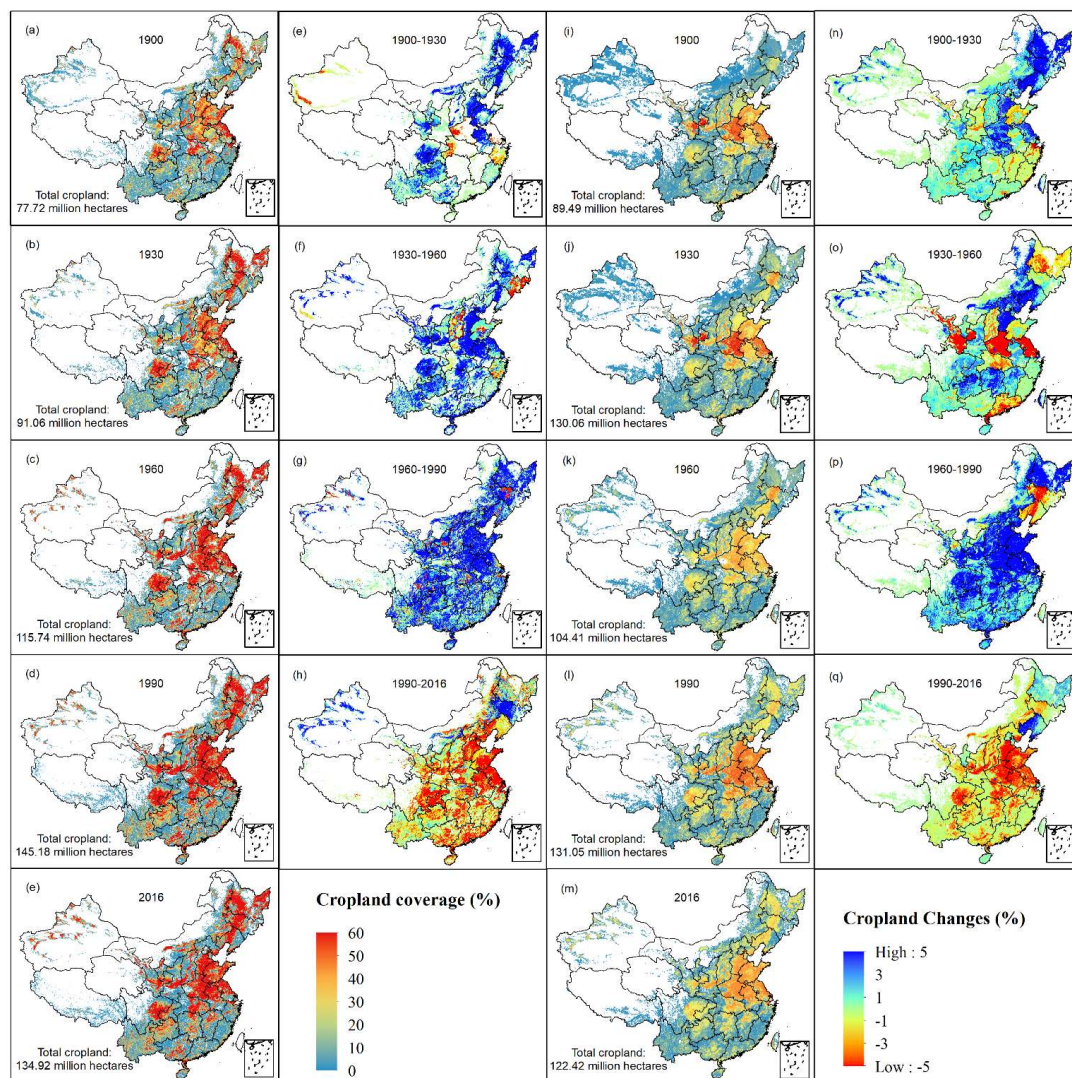 (a) 1900
Total cropland:
77.72 million hectares
(e) 1900-1930
(i) 1900
Total cropland:
89.49 million hectares
(n) 1900-1930
(b) 1930
Total cropland:
91.06 million hectares
(f) 1930-1960
(j) 1930
Total cropland:
130.06 million hectares
(o) 1930-1960
(c) 1960
Total cropland:
115.74 million hectares
(g) 1960-1990
(k) 1960
Total cropland:
104.41 million hectares
(p) 1960-1990
(d) 1990
Total cropland:
145.18 million hectares
(h) 1990-2016
(l) 1990
Total cropland:
131.05 million hectares
(q) 1990-2016
(e) 2016
Total cropland:
134.92 million hectares
Cropland coverage (%)
60
50
40
30
20
10
0
(m) 2016
Total cropland:
122.42 million hectares
Cropland Changes (%)
High : 5
3
1
-1
-3
Low : -5